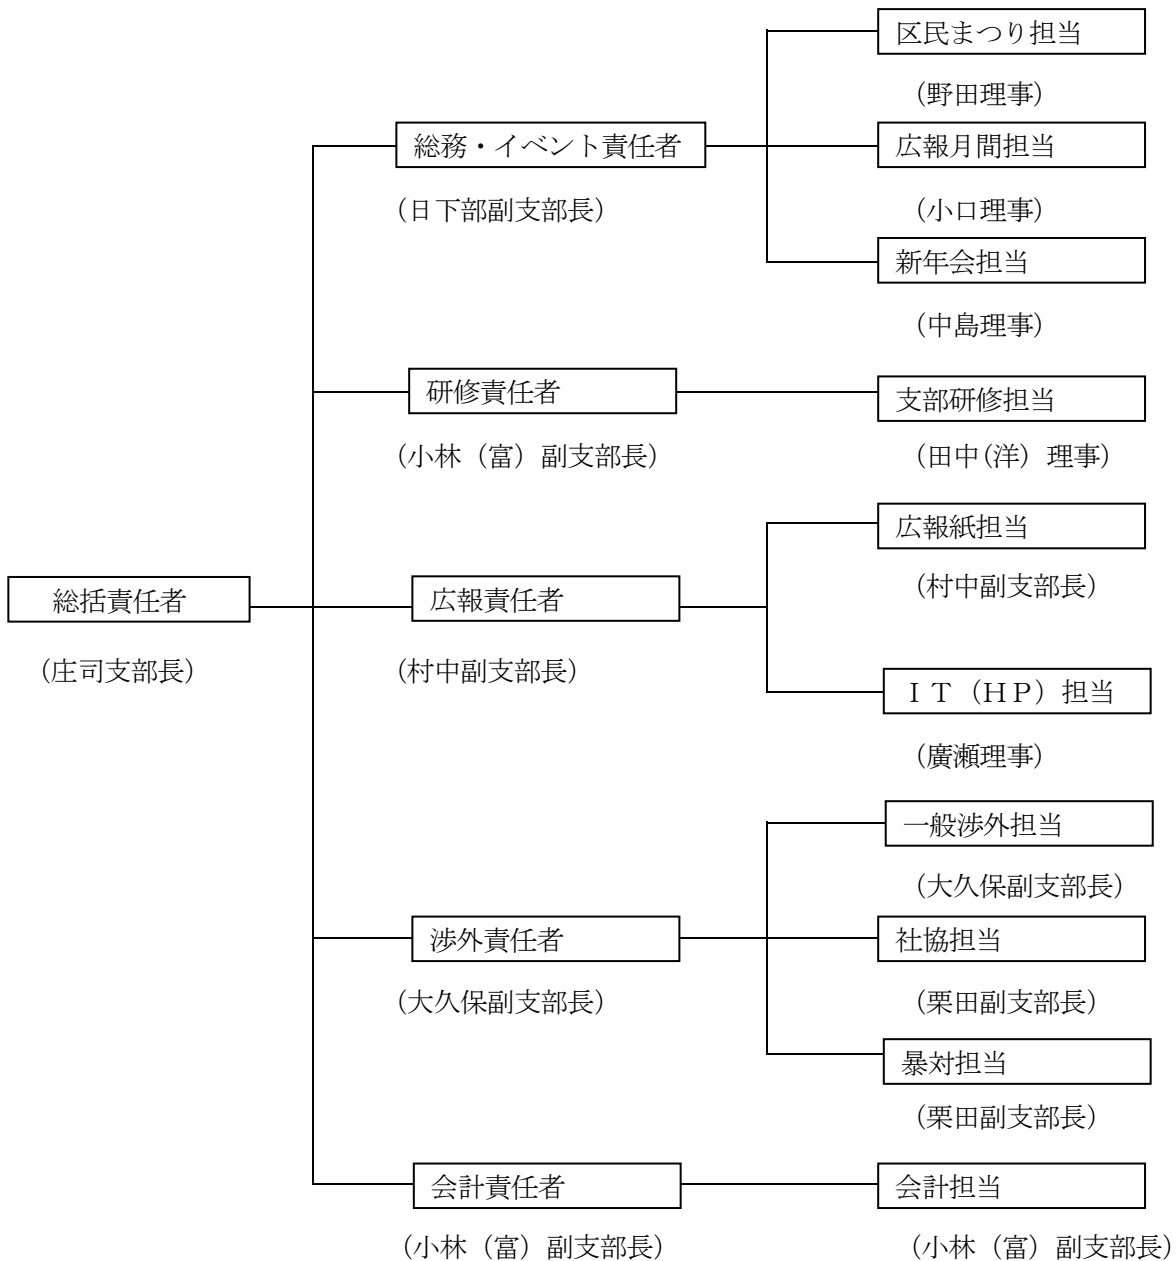 区民まつり担当
（野田理事）
総務・イベント責任者
広報月間担当
（日下部副支部長）
（小口理事）
新年会担当
（中島理事）
研修責任者
支部研修担当
（小林（富）副支部長）
（田中(洋）理事）
広報紙担当
（村中副支部長）
総括責任者
広報責任者
（庄司支部長）
（村中副支部長）
ＩＴ（ＨＰ）担当
（廣瀬理事）
一般渉外担当
（大久保副支部長）
渉外責任者
社協担当
（大久保副支部長）
（栗田副支部長）
暴対担当
（栗田副支部長）
会計責任者
会計担当
（小林（富）副支部長）
（小林（富）副支部長）